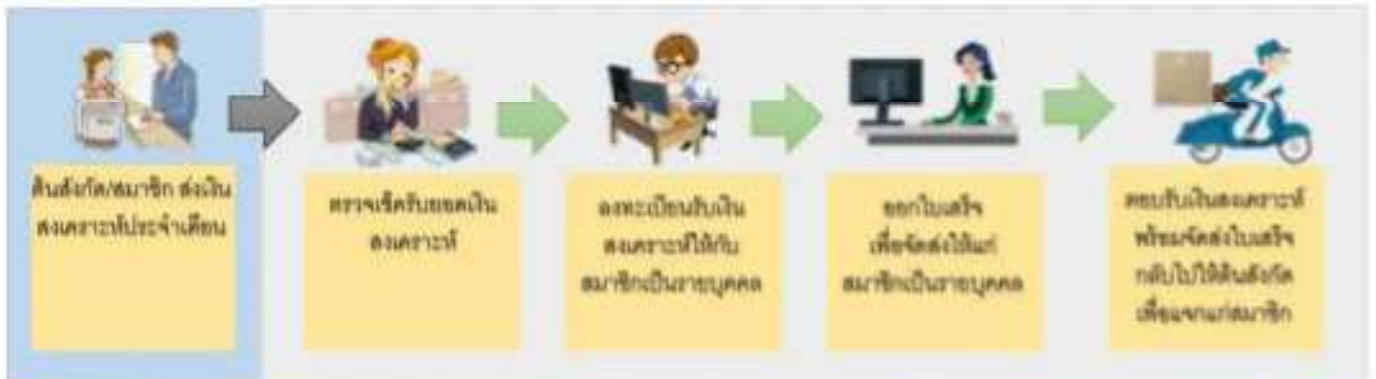 ต้นสังกัด/สมาชิก ส่งเงิน
สงเคราะห์ประจำเดือน
ตรวจเช็ครับยอดเงิน
สงเคราะห์
ลงทะเบียนรับเงิน
สงเคราะห์ให้กับ
สมาชิกเป็นรายบุคคล
ออกใบเสร็จ
เพื่อจัดส่งให้แก่
สมาชิกเป็นรายบุคคล
ตอบรับเงินสงเคราะห์
พร้อมจัดส่งใบเสร็จ
กลับไปให้ต้นสังกัด
เพื่อแจกแก่สมาชิก